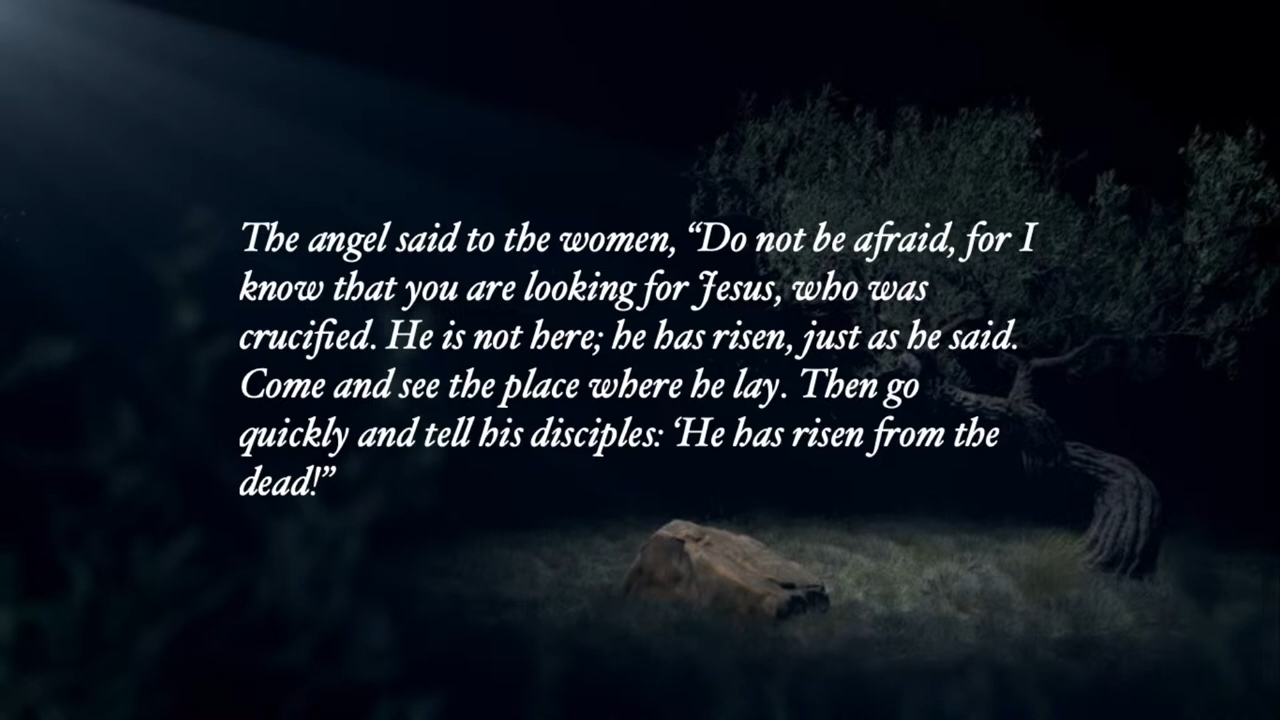 The angel said to the women, “Do not be afraid, for I
know that you are looking for Jesus, who was
crucified. He is not here; he has risen, just as he said.
Come and see the place where he lay. Then go
quickly and tell his disciples: ‘He has risen from the
dead!”